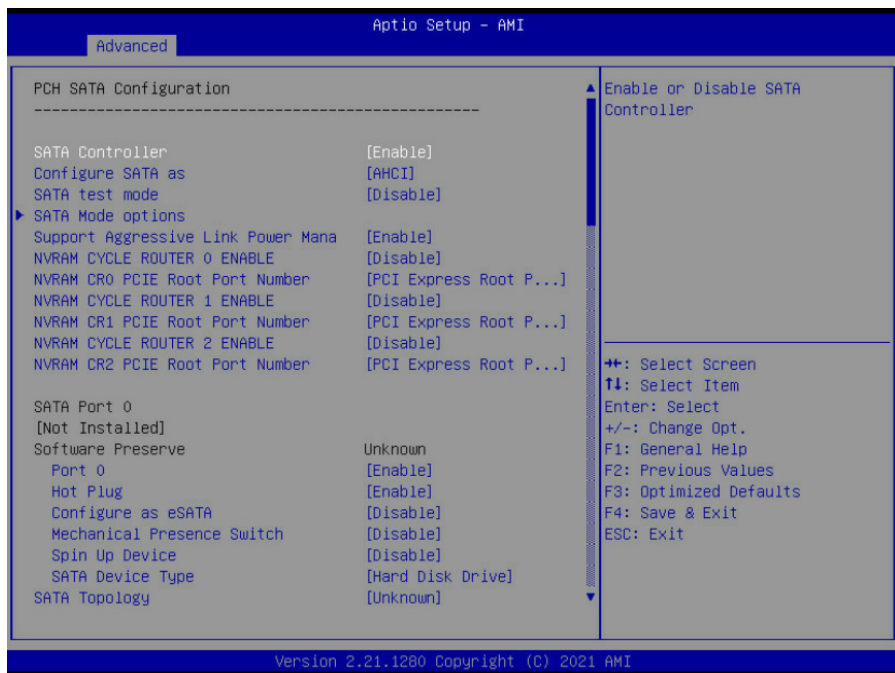 Aptio Setup - AMI
Advanced
PCH SATA Configuration
--------------------------------------------------
SATA Controller [Enable]
Configure SATA as [AHCI]
SATA test mode [Disable]
SATA Mode options
Support Aggressive Link Power Mana [Enable]
NVRAM CYCLE ROUTER 0 ENABLE [Disable]
NVRAM CR0 PCIE Root Port Number [PCI Express Root P...]
NVRAM CYCLE ROUTER 1 ENABLE [Disable]
NVRAM CR1 PCIE Root Port Number [PCI Express Root P...]
NVRAM CYCLE ROUTER 2 ENABLE [Disable]
NVRAM CR2 PCIE Root Port Number [PCI Express Root P...]
SATA Port 0
[Not Installed]
Software Preserve Unknown
Port 0 [Enable]
Hot Plug [Enable]
Configure as eSATA [Disable]
Mechanical Presence Switch [Disable]
Spin Up Device [Disable]
SATA Device Type [Hard Disk Drive]
SATA Topology [Unknown]
Enable or Disable SATA
Controller
→←: Select Screen
↑↓: Select Item
Enter: Select
+/-: Change Opt.
F1: General Help
F2: Previous Values
F3: Optimized Defaults
F4: Save & Exit
ESC: Exit
Version 2.21.1280 Copyright (C) 2021 AMI